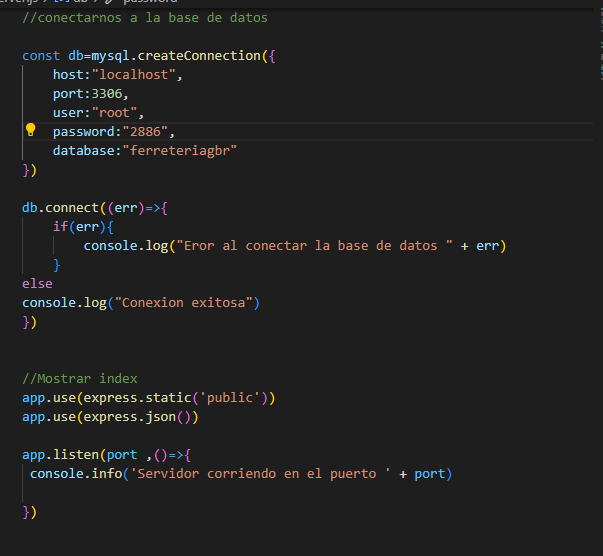 //conectarnos a la base de datos
const db=mysql.createConnection({
host:"localhost",
port:3306,
user:"root",
password:"2886",
database:"ferreteriagbr"
})
db.connect((err)=>{
if(err){
console.log("Eror al conectar la base de datos " + err)
}
else
console.log("Conexion exitosa")
})
//Mostrar index
app.use(express.static('public'))
app.use(express.json())
app.listen(port ,()=>{
console.info('Servidor corriendo en el puerto ' + port)
})